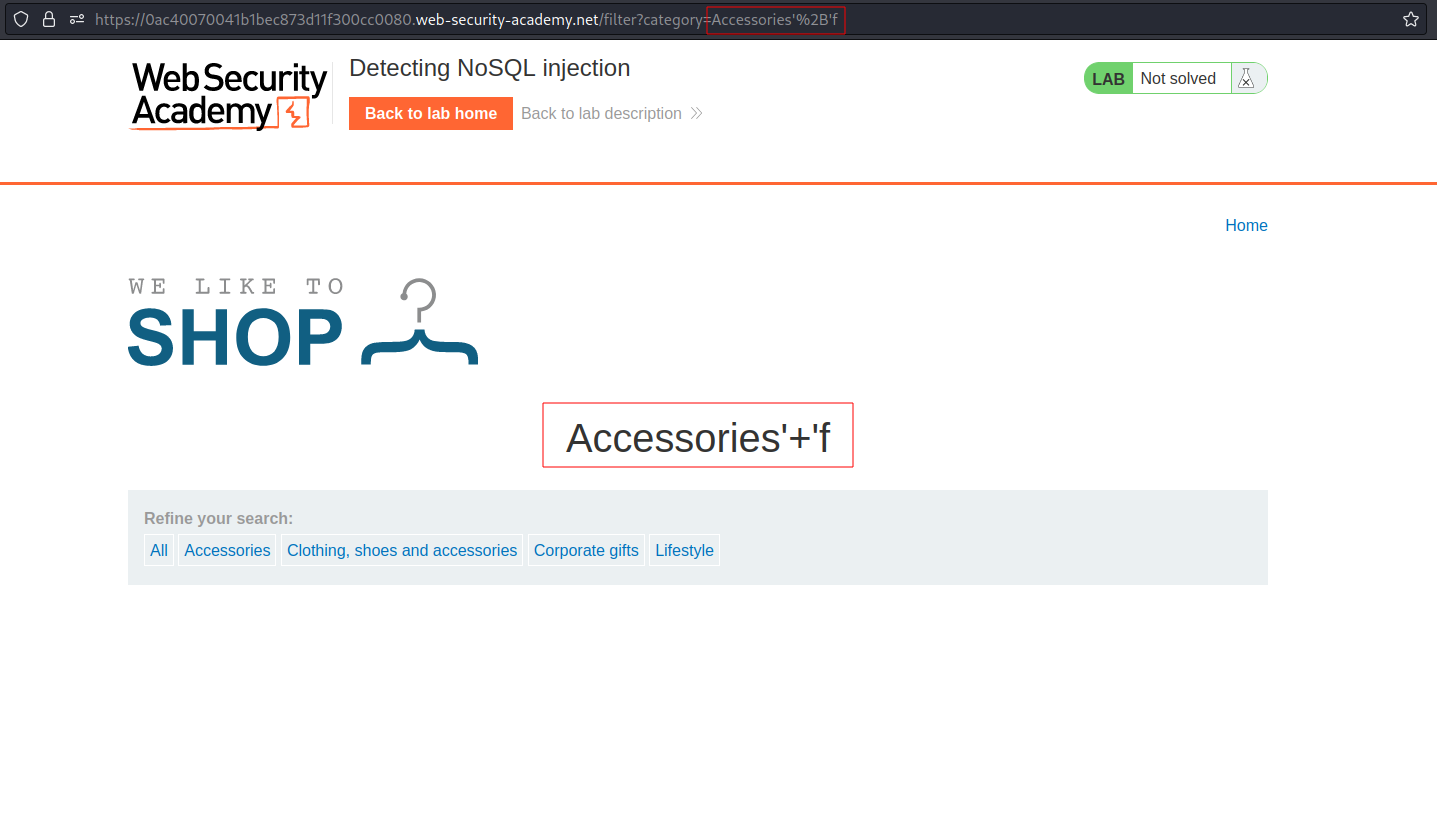 https://0ac40070041b1bec873d11f300cc0080.web-security-academy.net/filter?category=Accessories'%2B'f
Web Security
Academy
Detecting NoSQL injection
Back to lab home
Back to lab description
LAB
Not solved
Home
WE LIKE TO
SHOP
Accessories'+'f
Refine your search:
All
Accessories
Clothing, shoes and accessories
Corporate gifts
Lifestyle